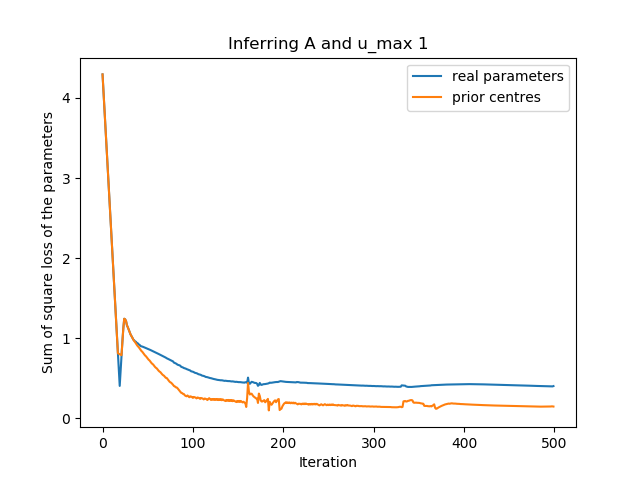 Inferring A and u_max 1
real parameters
prior centres
Sum of square loss of the parameters
4
3
2
1
0
0 100 200 300 400 500
Iteration